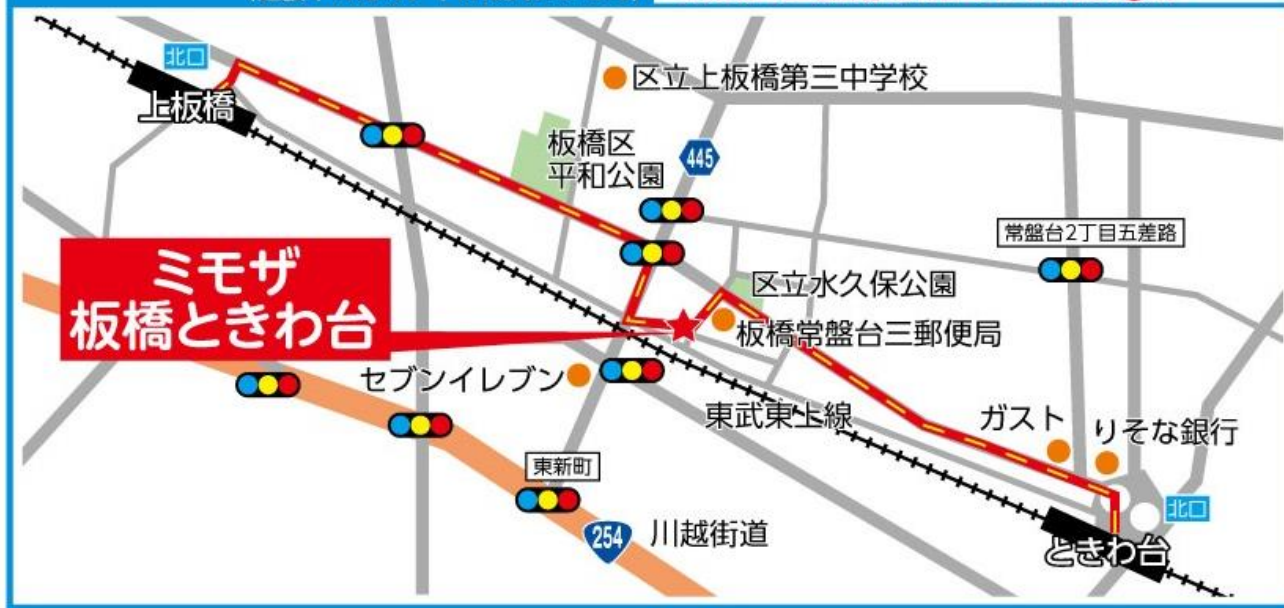 北口
上板橋
区立上板橋第三中学校
板橋区
平和公園
445
常盤台2丁目五差路
ミモザ
板橋ときわ台
区立水久保公園
板橋常盤台三郵便局
セブンイレブン
東武東上線
ガスト
りそな銀行
東新町
254
川越街道
北口
ときわ台